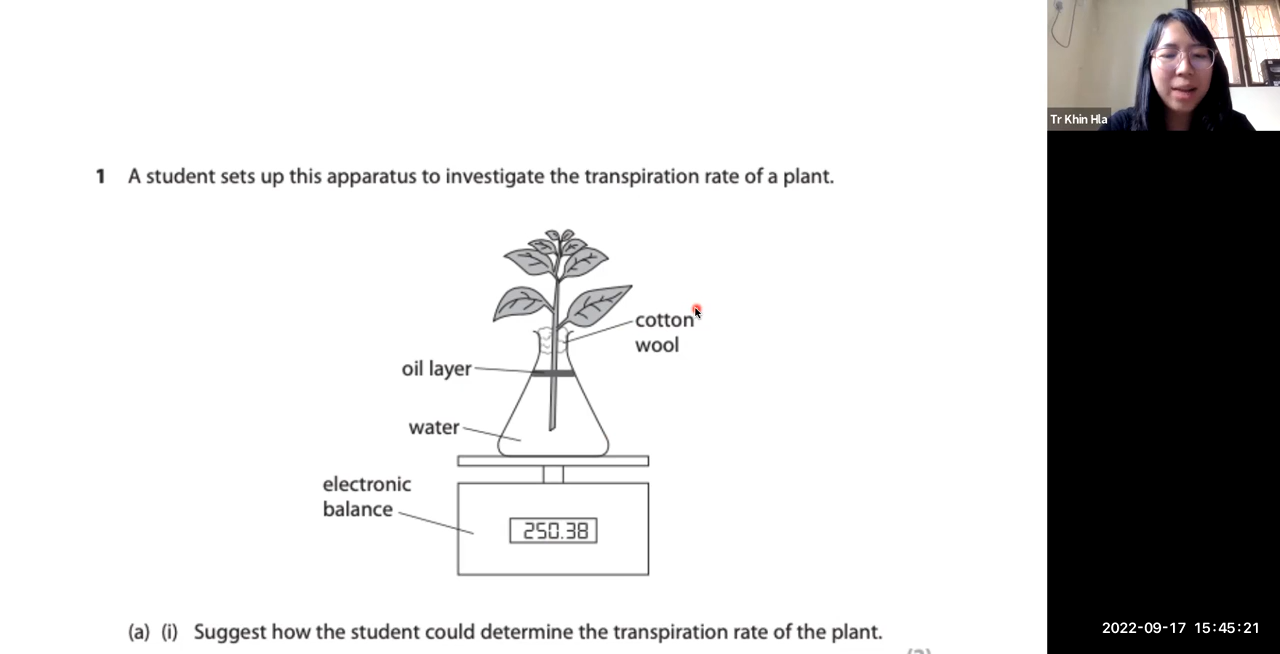 Tr Khin Hla
1 A student sets up this apparatus to investigate the transpiration rate of a plant.
cotton
wool
oil layer
water
electronic
balance
250.38
(a) (i) Suggest how the student could determine the transpiration rate of the plant.
2022-09-17 15:45:21